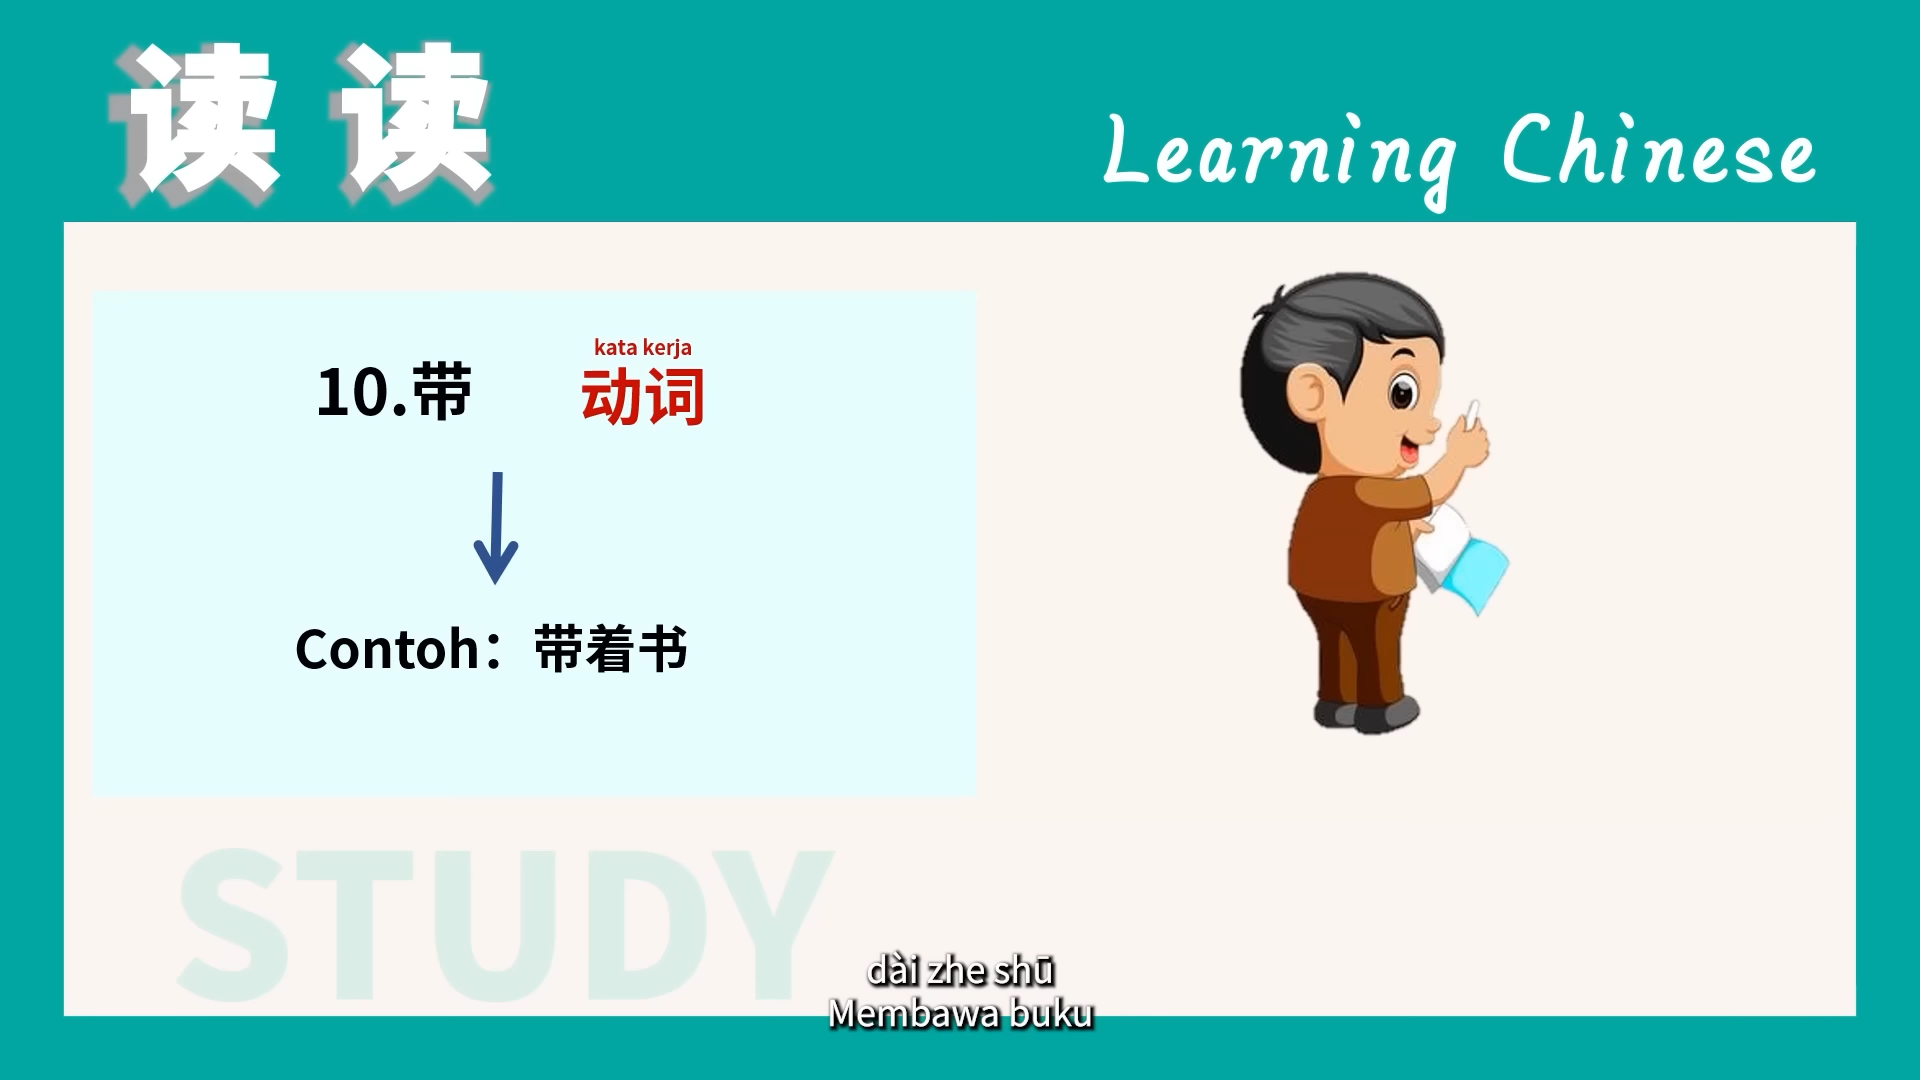 读读
Learning Chinese
kata kerja
10.带 动词
Contoh：带着书
STUDY
dài zhe shū
Membawa buku